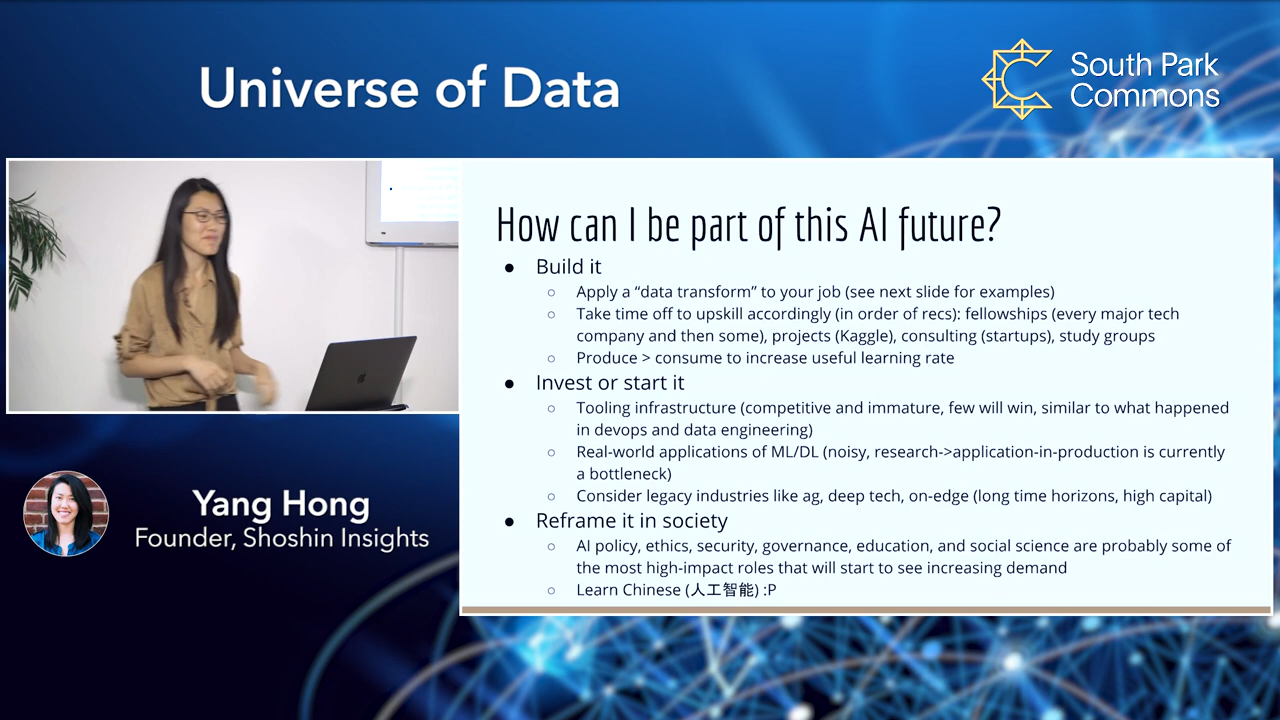 Universe of Data
South Park
Commons
How can I be part of this AI future?
● Build it
○ Apply a “data transform” to your job (see next slide for examples)
○ Take time off to upskill accordingly (in order of recs): fellowships (every major tech
company and then some), projects (Kaggle), consulting (startups), study groups
○ Produce > consume to increase useful learning rate
● Invest or start it
○ Tooling infrastructure (competitive and immature, few will win, similar to what happened
in devops and data engineering)
○ Real-world applications of ML/DL (noisy, research->application-in-production is currently
a bottleneck)
○ Consider legacy industries like ag, deep tech, on-edge (long time horizons, high capital)
● Reframe it in society
○ AI policy, ethics, security, governance, education, and social science are probably some of
the most high-impact roles that will start to see increasing demand
○ Learn Chinese (人工智能) :P
Yang Hong
Founder, Shoshin Insights